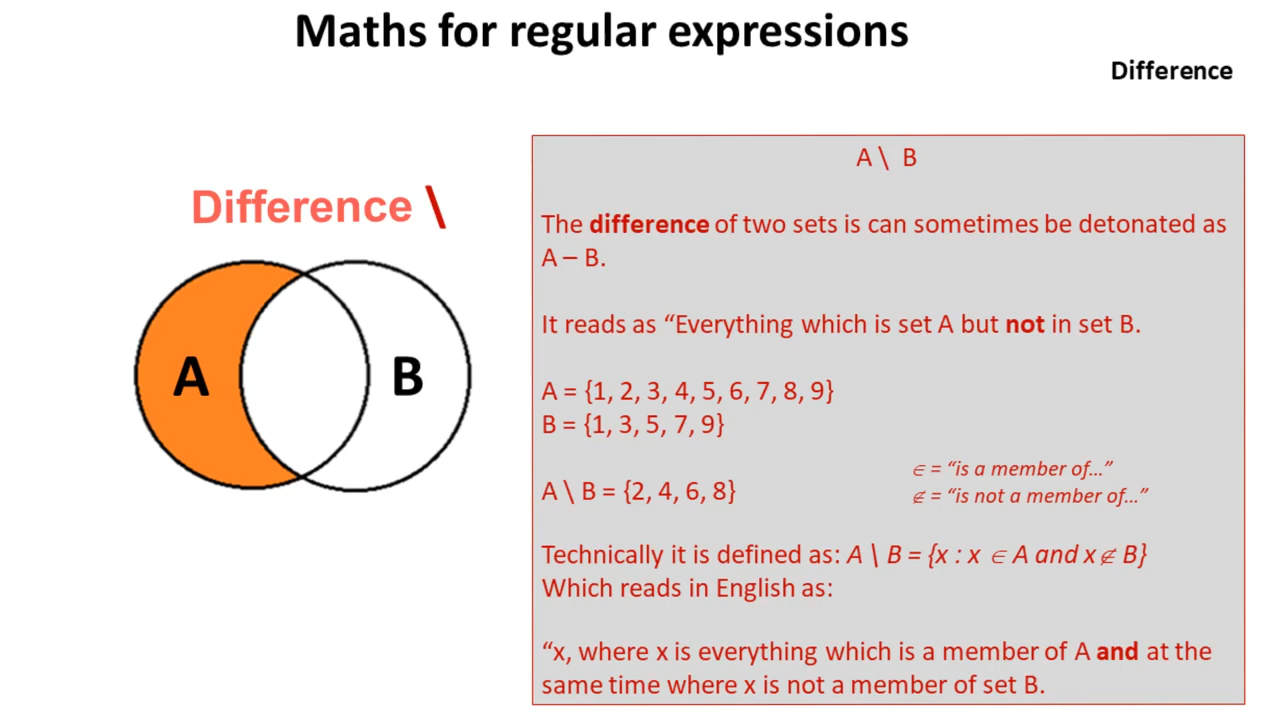 Maths for regular expressions
Difference
Difference \
A
B
A \ B
The difference of two sets is can sometimes be detonated as
A – B.
It reads as “Everything which is set A but not in set B.
A = {1, 2, 3, 4, 5, 6, 7, 8, 9}
B = {1, 3, 5, 7, 9}
∈ = “is a member of…”
A \ B = {2, 4, 6, 8}
∉ = “is not a member of…”
Technically it is defined as: A \ B = {x : x ∈ A and x ∉ B}
Which reads in English as:
“x, where x is everything which is a member of A and at the
same time where x is not a member of set B.